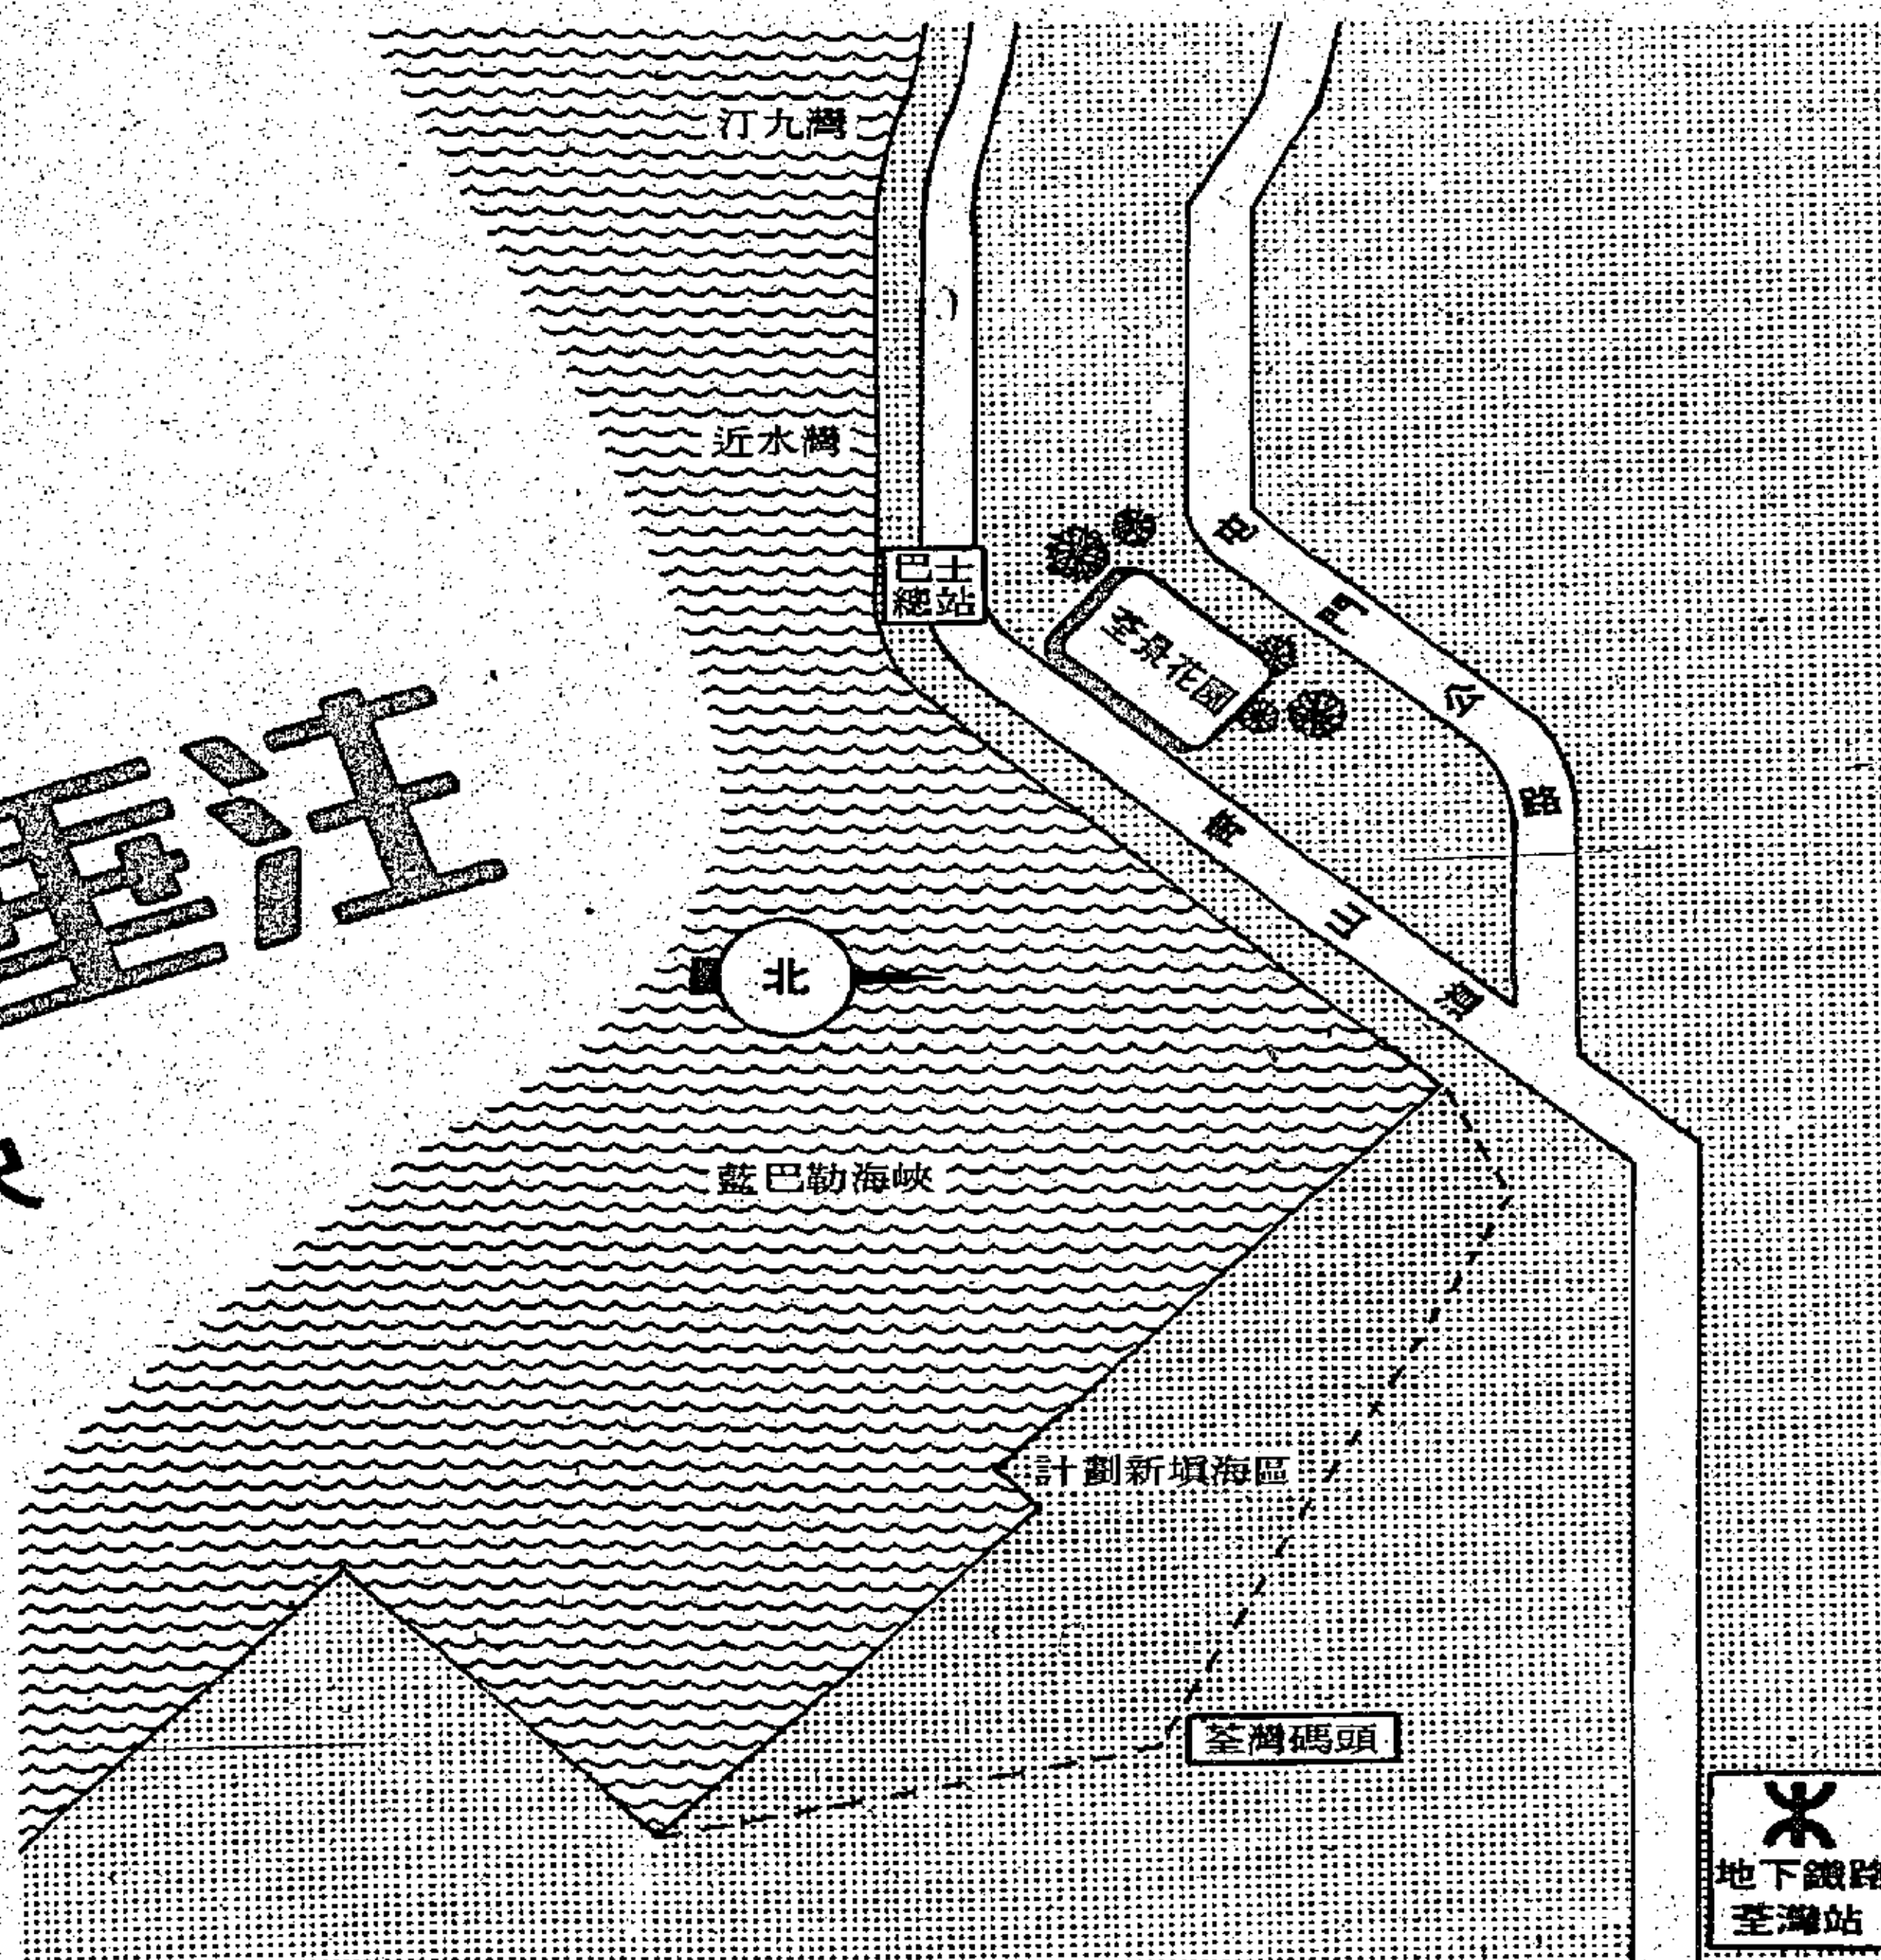 汀九灣
近水灣
屯門公路
巴士
總站
荃景花園
青山道
北
藍巴勒海峽
計劃新填海區
荃灣碼頭
地下鐵路
荃灣站